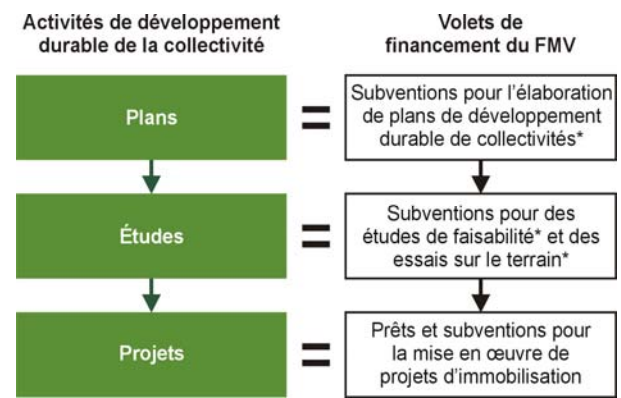 Activités de développement
durable de la collectivité
Volets de
financement du FMV
Plans
=
Subventions pour l'élaboration
de plans de développement
durable de collectivités*
Études
=
Subventions pour des
études de faisabilité* et des
essais sur le terrain*
Projets
=
Prêts et subventions pour
la mise en œuvre de
projets d'immobilisation